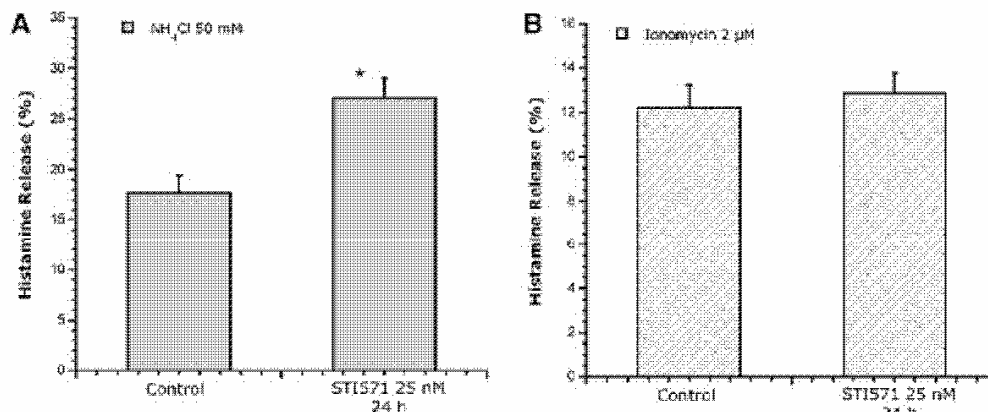 A
NH4Cl 50 mM
Histamine Release (%)
35
30
25
20
15
10
5
0
*
Control
STI571 25 nM
24 h
B
Ionomycin 2 µM
Histamine Release (%)
16
14
12
10
8
6
4
2
0
Control
STI571 25 nM
24 h